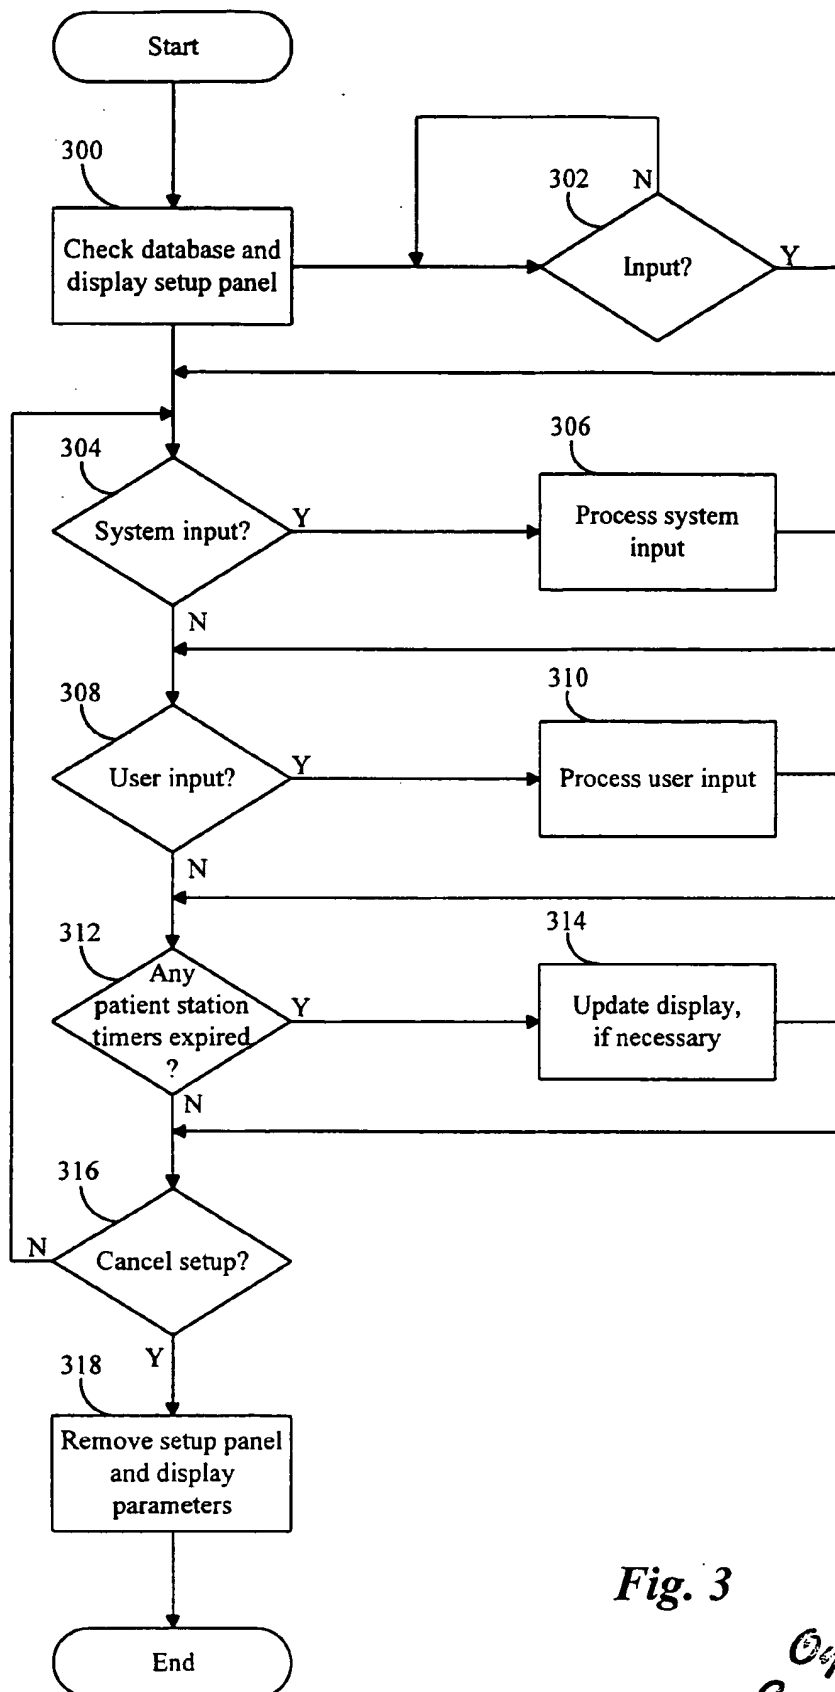 Start
300
Check database and
display setup panel
302
N
Input?
Y
304
System input?
Y
N
306
Process system
input
308
User input?
Y
N
310
Process user input
312
Any
patient station
timers expired
?
Y
N
314
Update display,
if necessary
316
Cancel setup?
N
Y
318
Remove setup panel
and display
parameters
End
Fig. 3